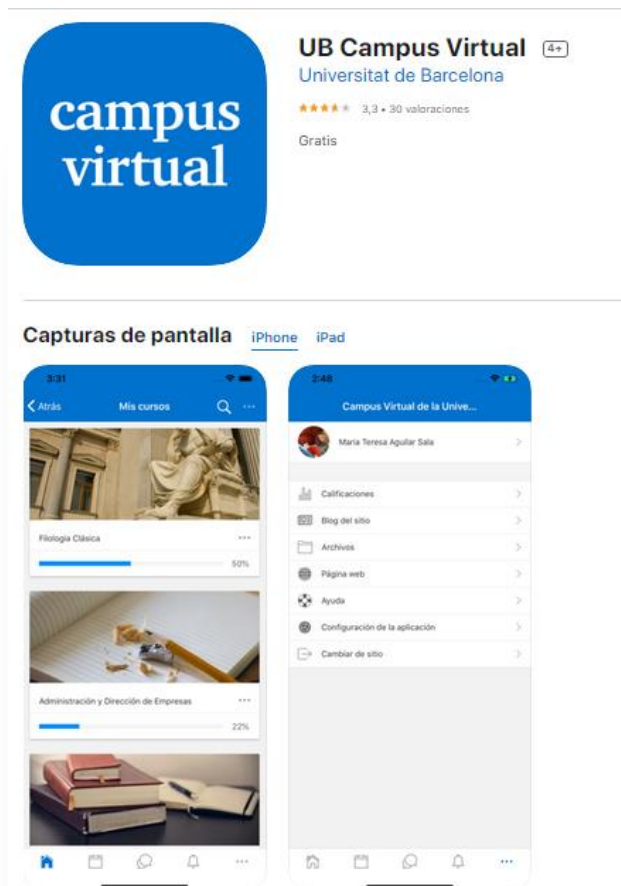 campus
virtual
UB Campus Virtual 4+
Universitat de Barcelona
3,3 • 30 valoraciones
Gratis
Capturas de pantalla iPhone iPad
3:31
Atrás Mis cursos
Filología Clásica
50%
Administración y Dirección de Empresas
22%
2:48
Campus Virtual de la Unive...
Maria Teresa Aguilar Sala
Calificaciones
Blog del sitio
Archivos
Página web
Ayuda
Configuración de la aplicación
Cambiar de sitio